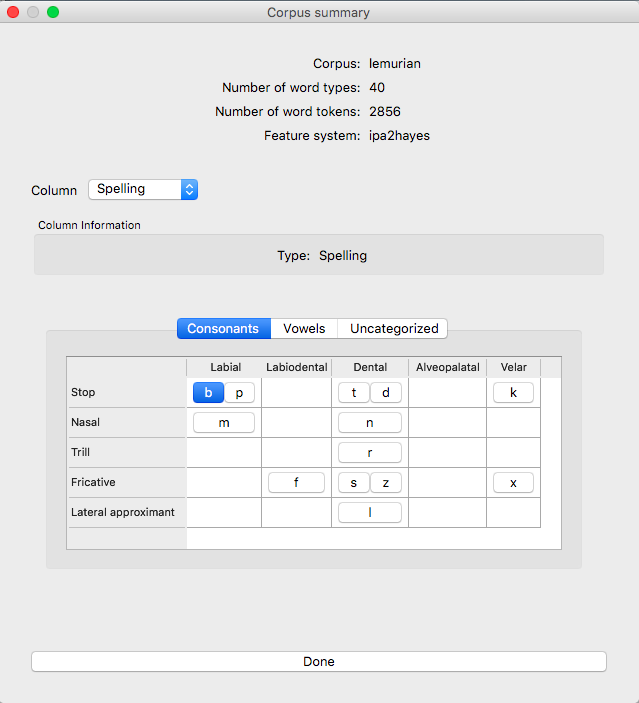 Corpus summary
Corpus: lemurian
Number of word types: 40
Number of word tokens: 2856
Feature system: ipa2hayes
Column Spelling
Column Information
Type: Spelling
Consonants Vowels Uncategorized
Labial Labiodental Dental Alveopalatal Velar
Stop b p t d k
Nasal m n
Trill r
Fricative f s z x
Lateral approximant l
Done